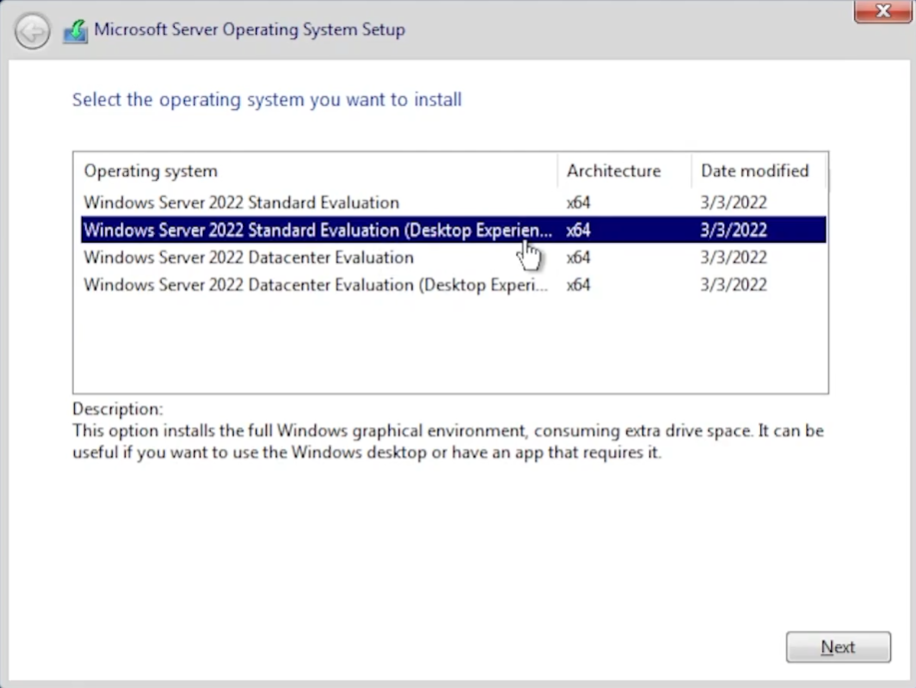 Microsoft Server Operating System Setup
Select the operating system you want to install
Operating system Architecture Date modified
Windows Server 2022 Standard Evaluation x64 3/3/2022
Windows Server 2022 Standard Evaluation (Desktop Experien... x64 3/3/2022
Windows Server 2022 Datacenter Evaluation x64 3/3/2022
Windows Server 2022 Datacenter Evaluation (Desktop Experi... x64 3/3/2022
Description:
This option installs the full Windows graphical environment, consuming extra drive space. It can be
useful if you want to use the Windows desktop or have an app that requires it.
Next